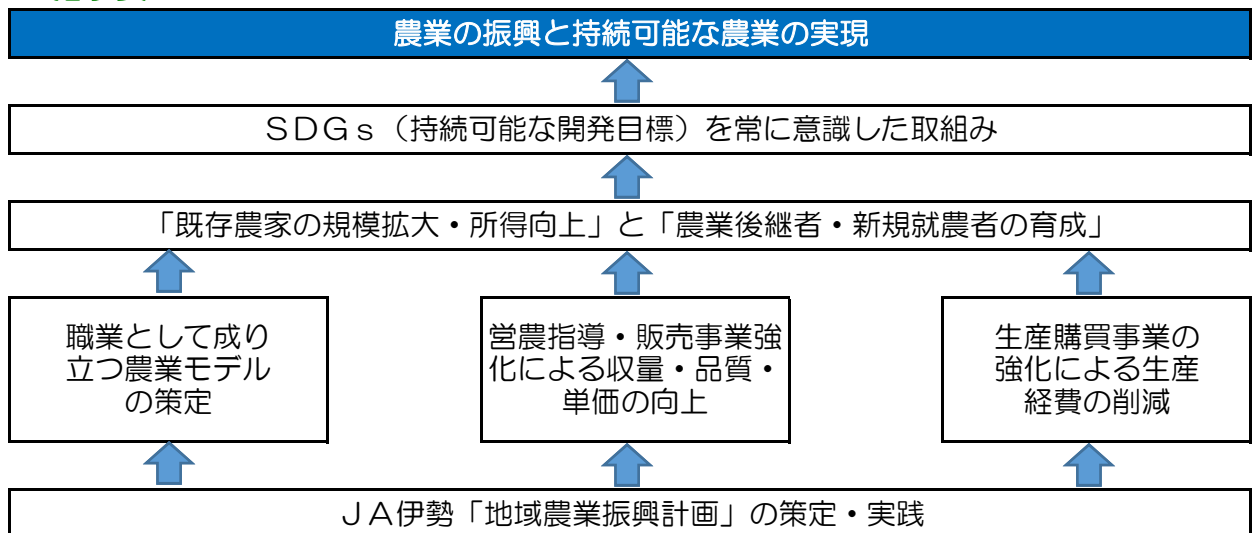 農業の振興と持続可能な農業の実現
ＳＤＧｓ（持続可能な開発目標）を常に意識した取組み
「既存農家の規模拡大・所得向上」と「農業後継者・新規就農者の育成」
職業として成り
立つ農業モデル
の策定
営農指導・販売事業強
化による収量・品質・
単価の向上
生産購買事業の
強化による生産
経費の削減
ＪＡ伊勢「地域農業振興計画」の策定・実践